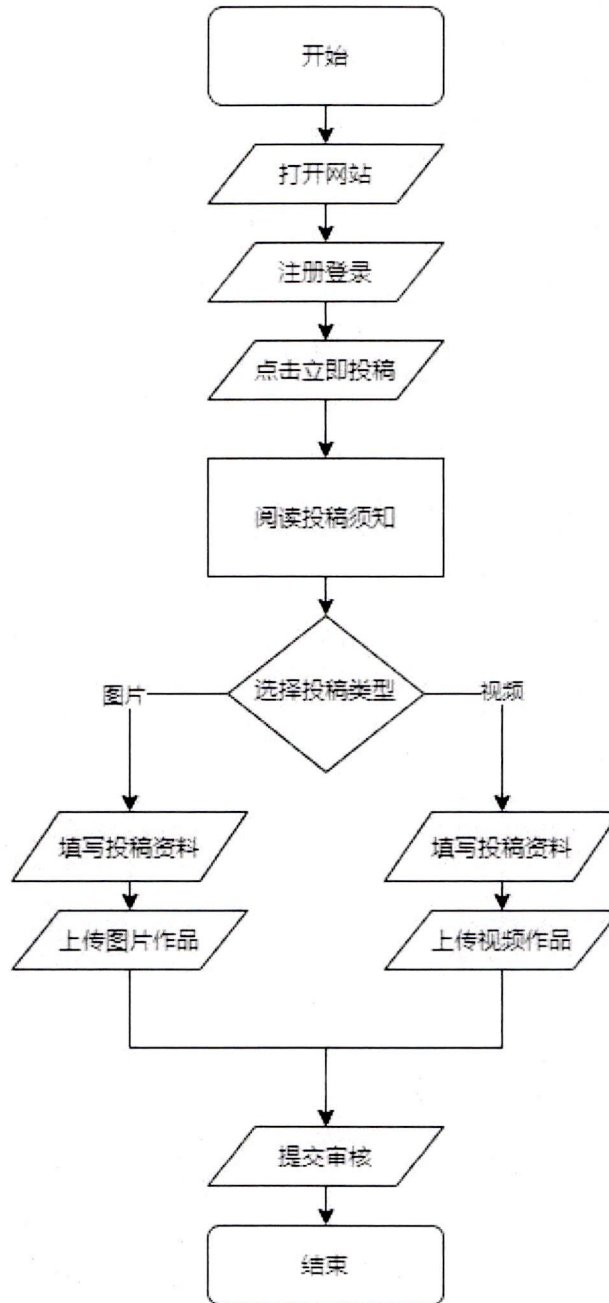 开始
打开网站
注册登录
点击立即投稿
阅读投稿须知
选择投稿类型
图片
视频
填写投稿资料
填写投稿资料
上传图片作品
上传视频作品
提交审核
结束